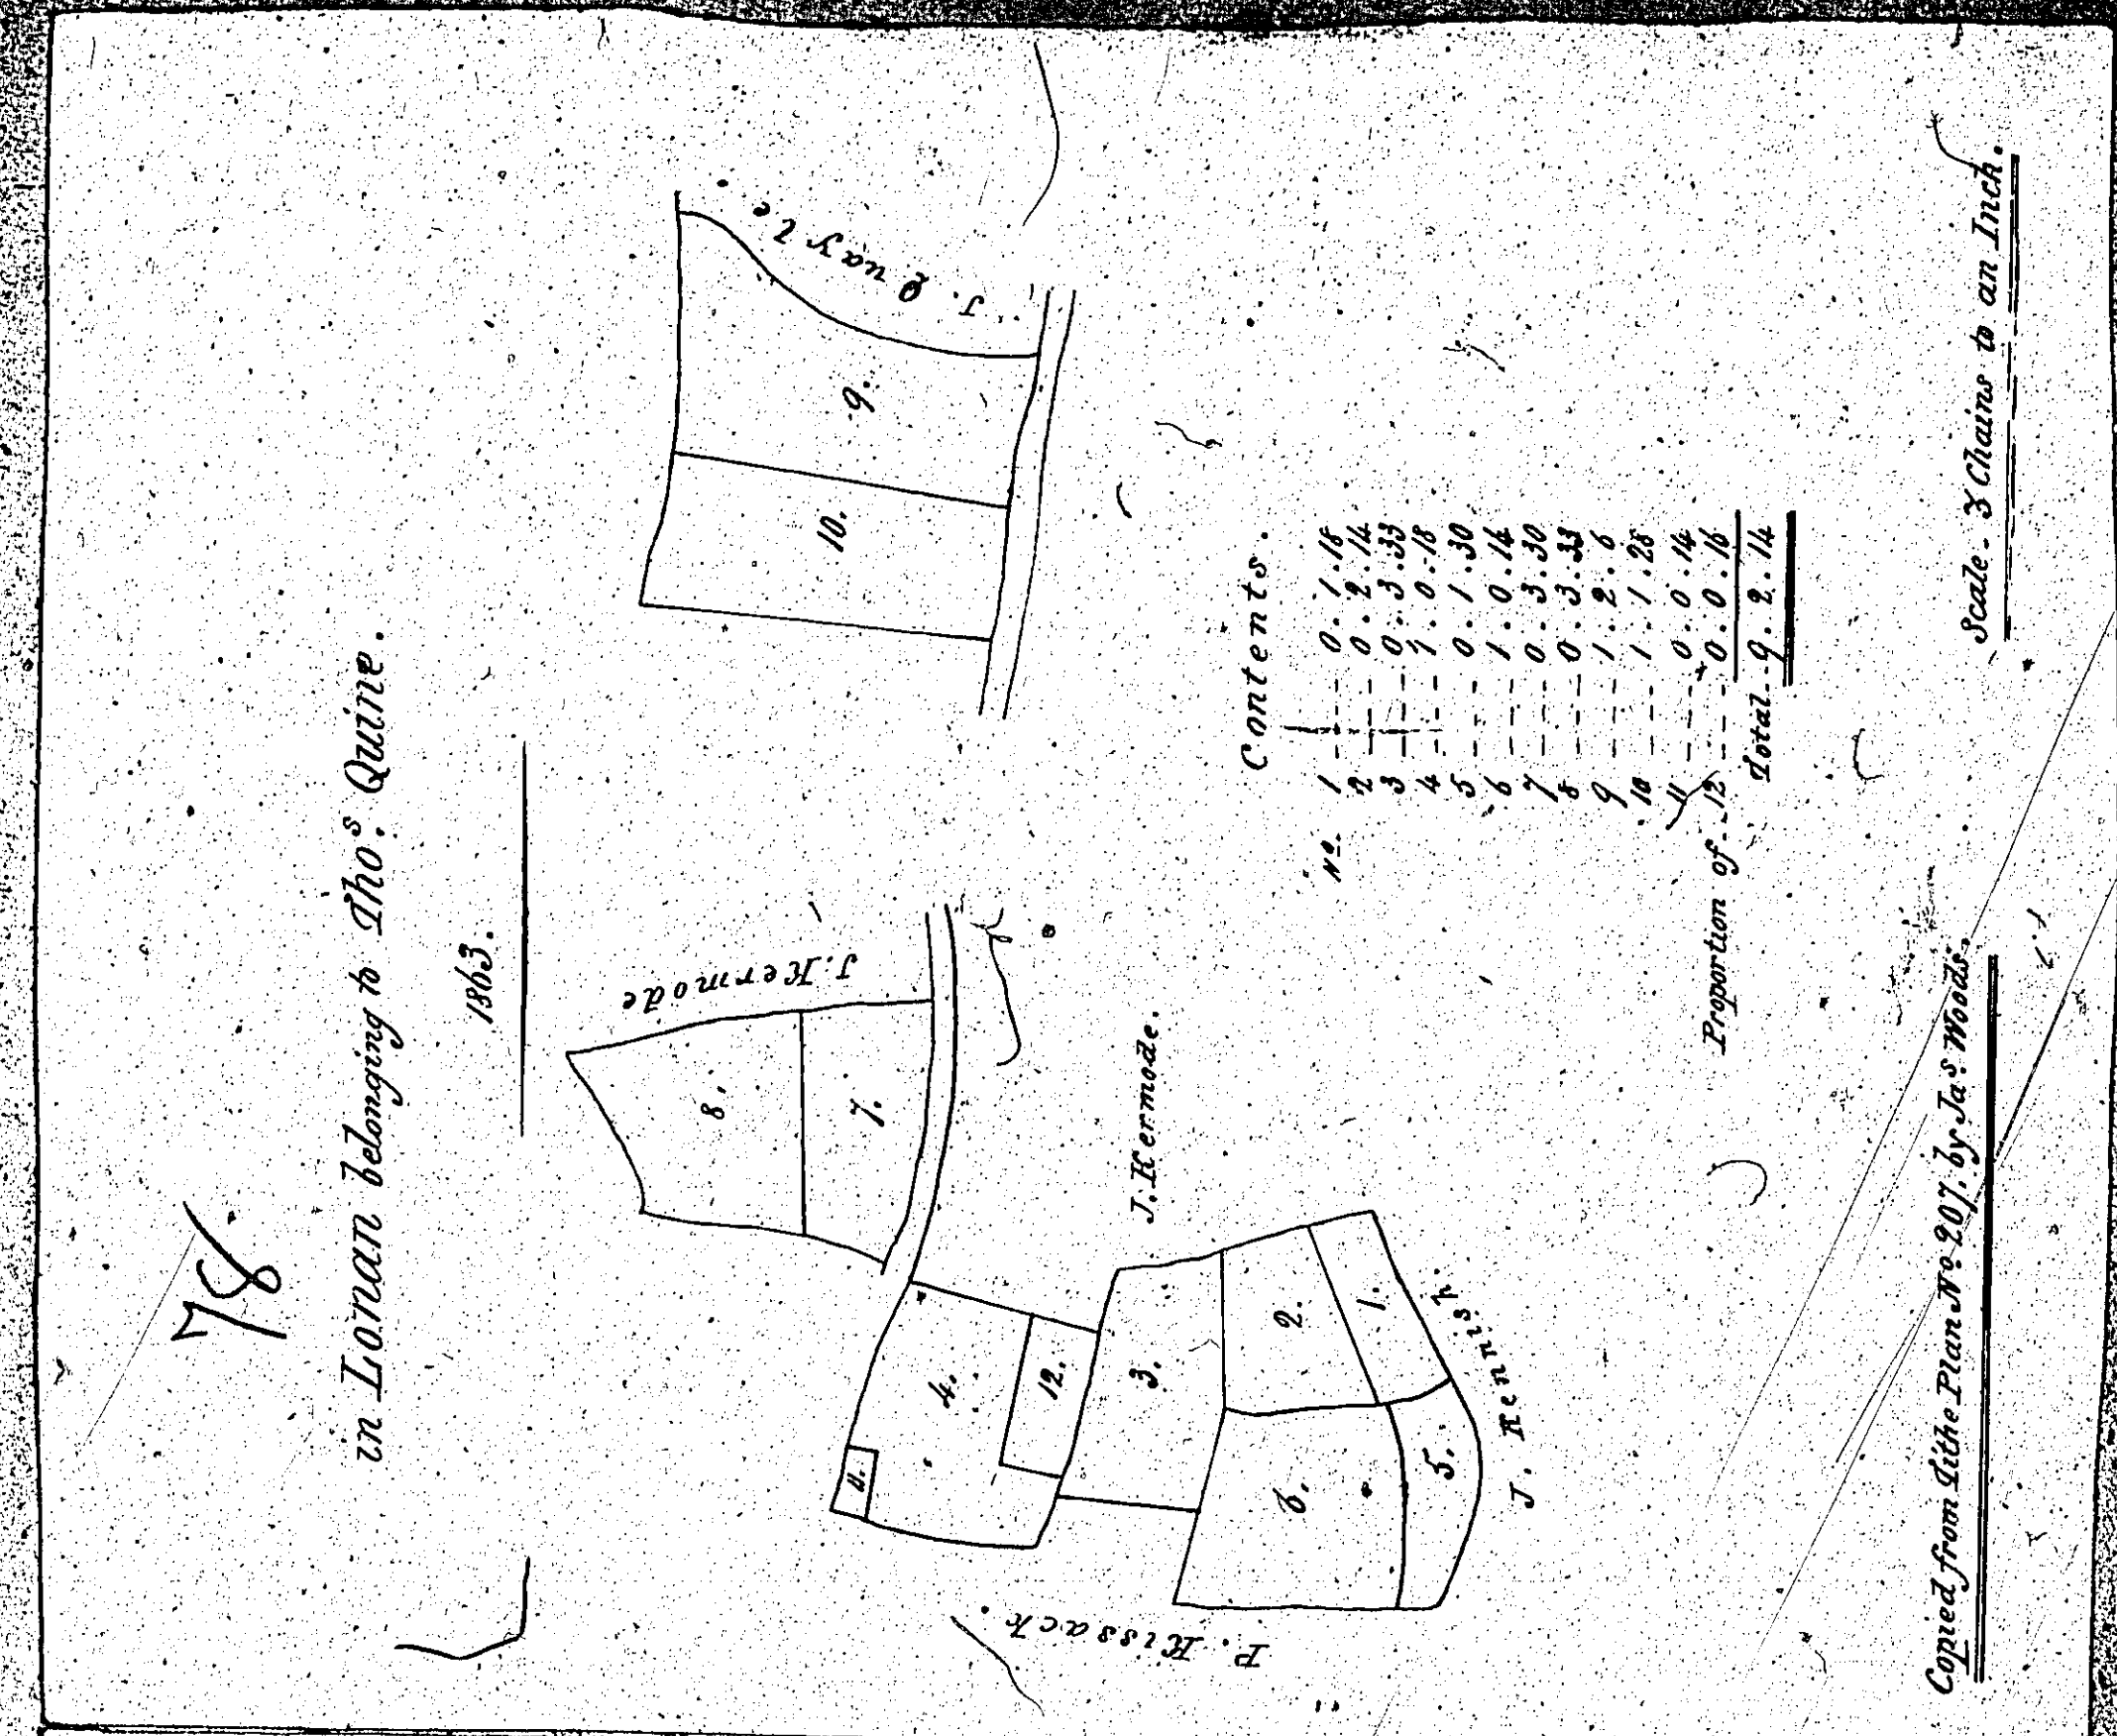 78.
in Lonan belonging to Thoˢ. Quine.
1863.
J. Kermode
8.
7.
J. Quayle
9.
10.
J. Kermode.
P. Kissack.
11.
4.
12.
3.
2.
1.
6.
5.
J. Kennish.
Contents.
Nº. 1 - - - 0. 1. 18
2 - - - 0. 2. 14
3 - - - 0. 3. 33
4 - - - 1. 0. 18
5 - - - 0. 1. 30
6 - - - 1. 0. 14
7 - - - 0. 3. 30
8 - - - 0. 3. 33
9 - - - 1. 2. 6
10 - - - 1. 1. 28
11 - - - 0. 0. 14
Proportion of - 12 - - - 0. 0. 16
Total - - 9. 2. 14
Copied from Tithe Plan Nº. 207. by Jaˢ. Woods.
Scale. 3 Chains to an Inch.